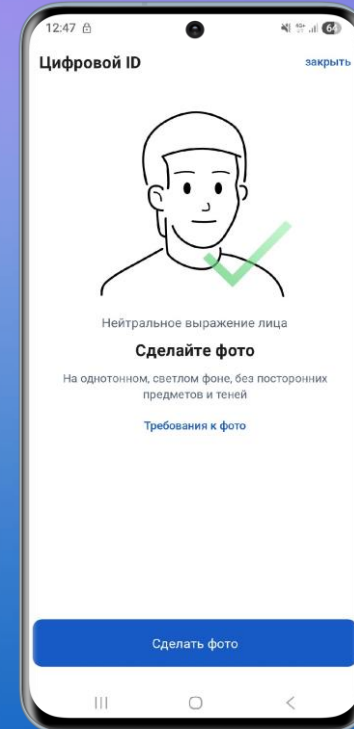 12:47 64
Цифровой ID закрыть
Нейтральное выражение лица
Сделайте фото
На однотонном, светлом фоне, без посторонних
предметов и теней
Требования к фото
Сделать фото